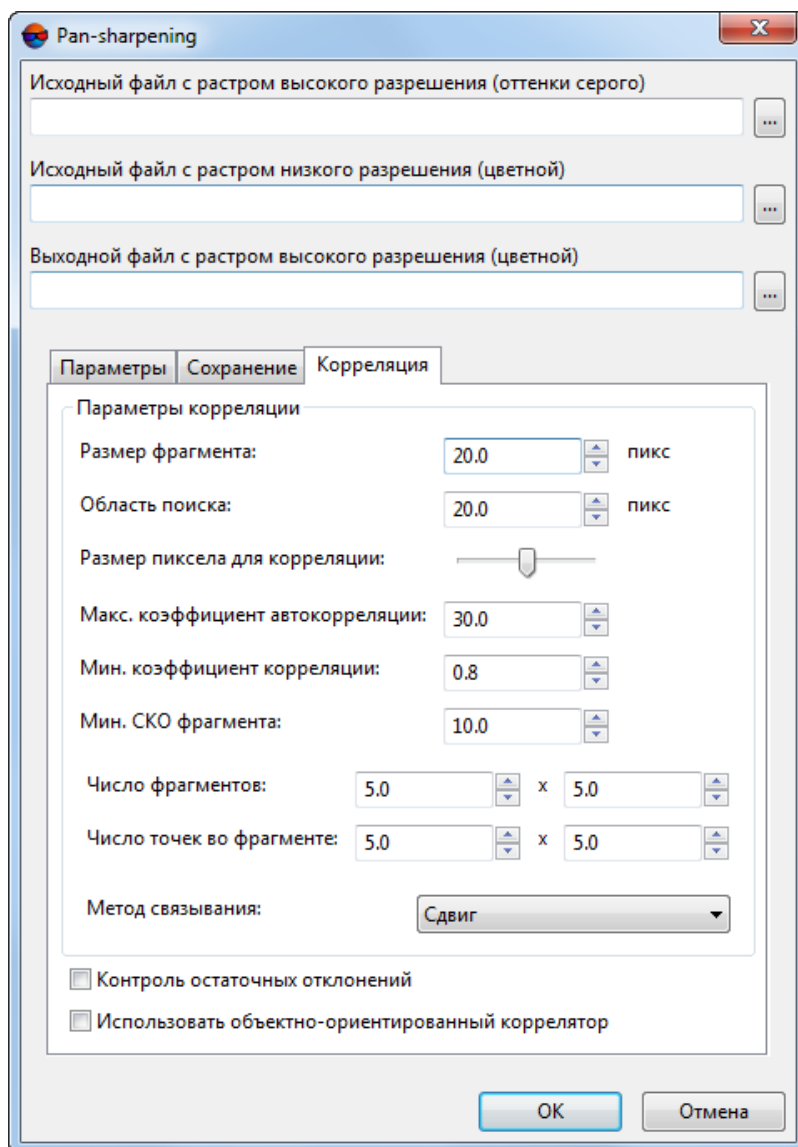 Pan-sharpening
Исходный файл с растром высокого разрешения (оттенки серого)
...
Исходный файл с растром низкого разрешения (цветной)
...
Выходной файл с растром высокого разрешения (цветной)
...
Параметры Сохранение Корреляция
Параметры корреляции
Размер фрагмента: 20.0 пикс
Область поиска: 20.0 пикс
Размер пиксела для корреляции:
Макс. коэффициент автокорреляции: 30.0
Мин. коэффициент корреляции: 0.8
Мин. СКО фрагмента: 10.0
Число фрагментов: 5.0 x 5.0
Число точек во фрагменте: 5.0 x 5.0
Метод связывания: Сдвиг
Контроль остаточных отклонений
Использовать объектно-ориентированный коррелятор
OK Отмена